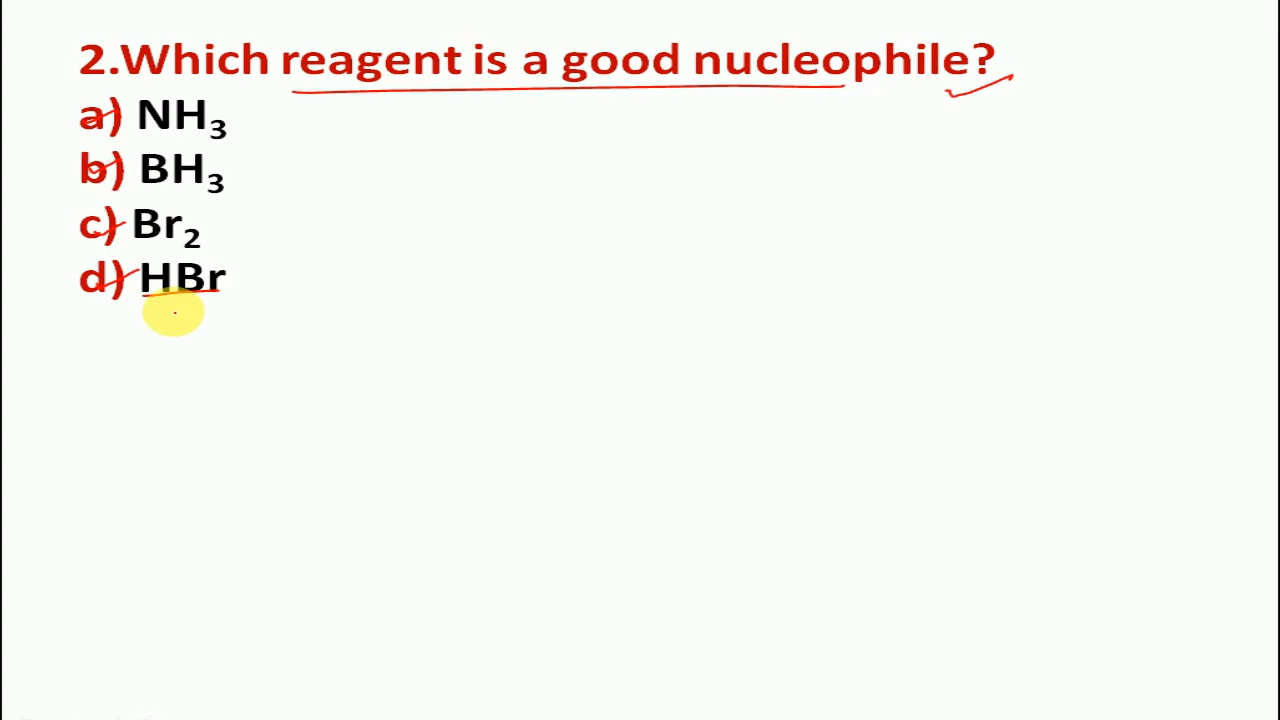 2.Which reagent is a good nucleophile?
a) NH₃
b) BH₃
c) Br₂
d) HBr